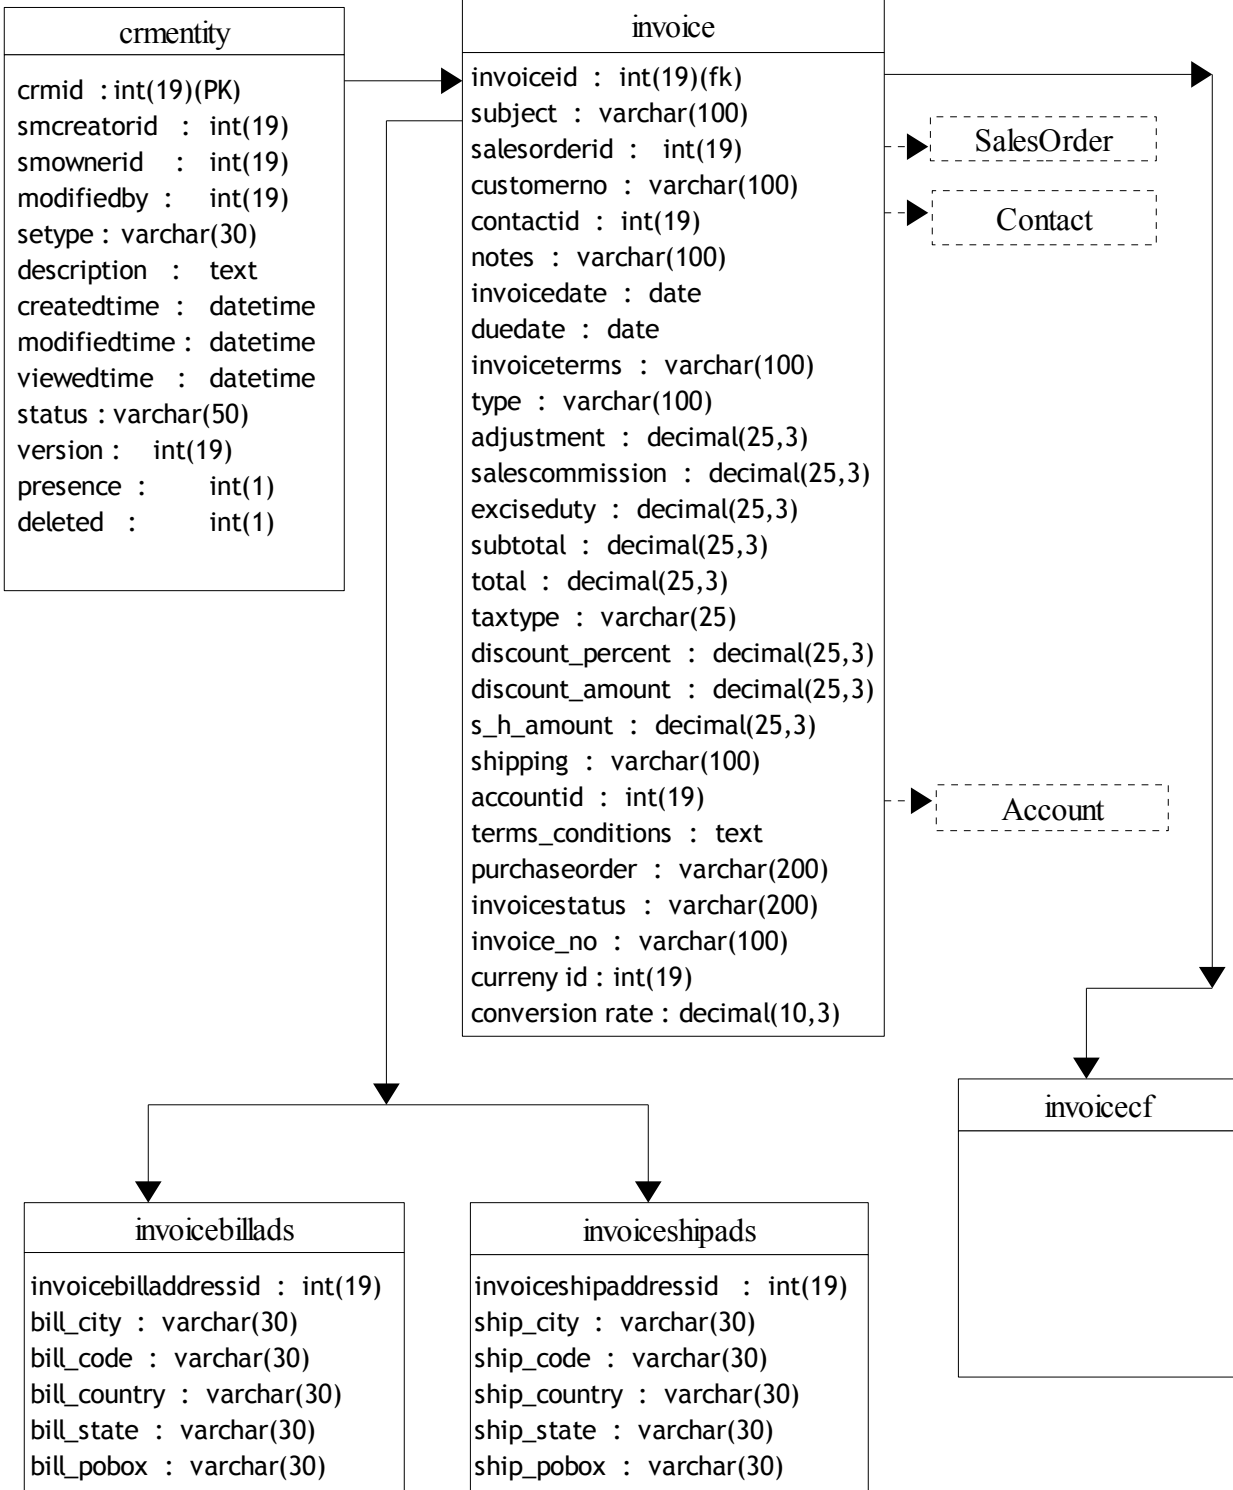 crmentity
crmid : int(19)(PK)
smcreatorid : int(19)
smownerid : int(19)
modifiedby : int(19)
setype : varchar(30)
description : text
createdtime : datetime
modifiedtime : datetime
viewedtime : datetime
status : varchar(50)
version : int(19)
presence : int(1)
deleted : int(1)
invoice
invoiceid : int(19)(fk)
subject : varchar(100)
salesorderid : int(19)
customerno : varchar(100)
contactid : int(19)
notes : varchar(100)
invoicedate : date
duedate : date
invoiceterms : varchar(100)
type : varchar(100)
adjustment : decimal(25,3)
salescommission : decimal(25,3)
exciseduty : decimal(25,3)
subtotal : decimal(25,3)
total : decimal(25,3)
taxtype : varchar(25)
discount_percent : decimal(25,3)
discount_amount : decimal(25,3)
s_h_amount : decimal(25,3)
shipping : varchar(100)
accountid : int(19)
terms_conditions : text
purchaseorder : varchar(200)
invoicestatus : varchar(200)
invoice_no : varchar(100)
curreny id : int(19)
conversion rate : decimal(10,3)
SalesOrder
Contact
Account
invoicecf
invoicebillads
invoicebilladdressid : int(19)
bill_city : varchar(30)
bill_code : varchar(30)
bill_country : varchar(30)
bill_state : varchar(30)
bill_pobox : varchar(30)
invoiceshipads
invoiceshipaddressid : int(19)
ship_city : varchar(30)
ship_code : varchar(30)
ship_country : varchar(30)
ship_state : varchar(30)
ship_pobox : varchar(30)